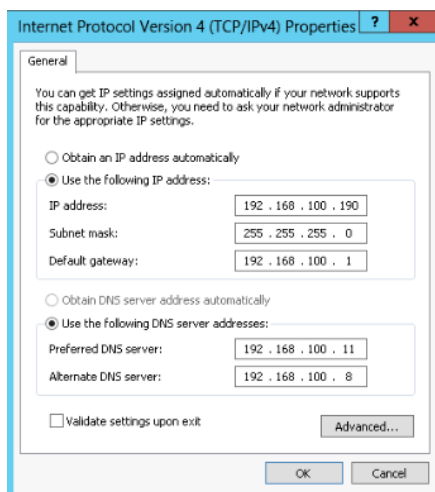 Internet Protocol Version 4 (TCP/IPv4) Properties ? x
General
You can get IP settings assigned automatically if your network supports
this capability. Otherwise, you need to ask your network administrator
for the appropriate IP settings.
Obtain an IP address automatically
Use the following IP address:
IP address: 192 . 168 . 100 . 190
Subnet mask: 255 . 255 . 255 . 0
Default gateway: 192 . 168 . 100 . 1
Obtain DNS server address automatically
Use the following DNS server addresses:
Preferred DNS server: 192 . 168 . 100 . 11
Alternate DNS server: 192 . 168 . 100 . 8
Validate settings upon exit
Advanced...
OK Cancel